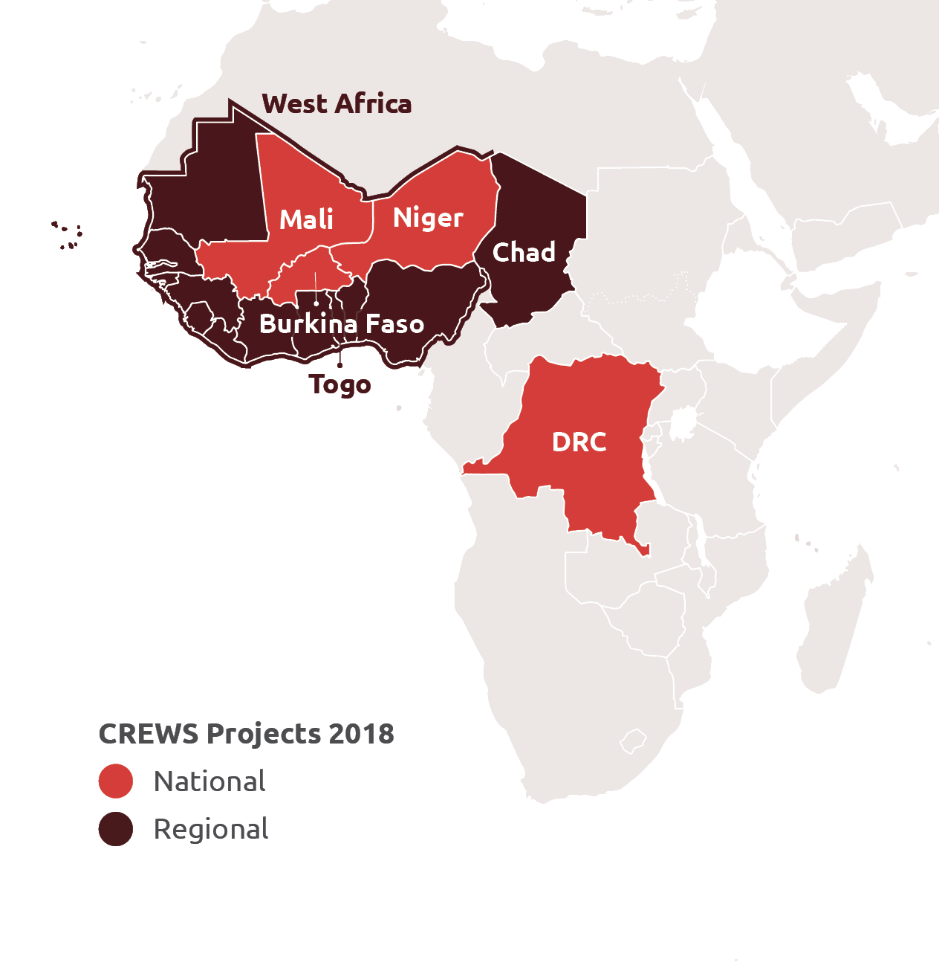 West Africa
Mali
Niger
Chad
Burkina Faso
Togo
DRC
CREWS Projects 2018
National
Regional